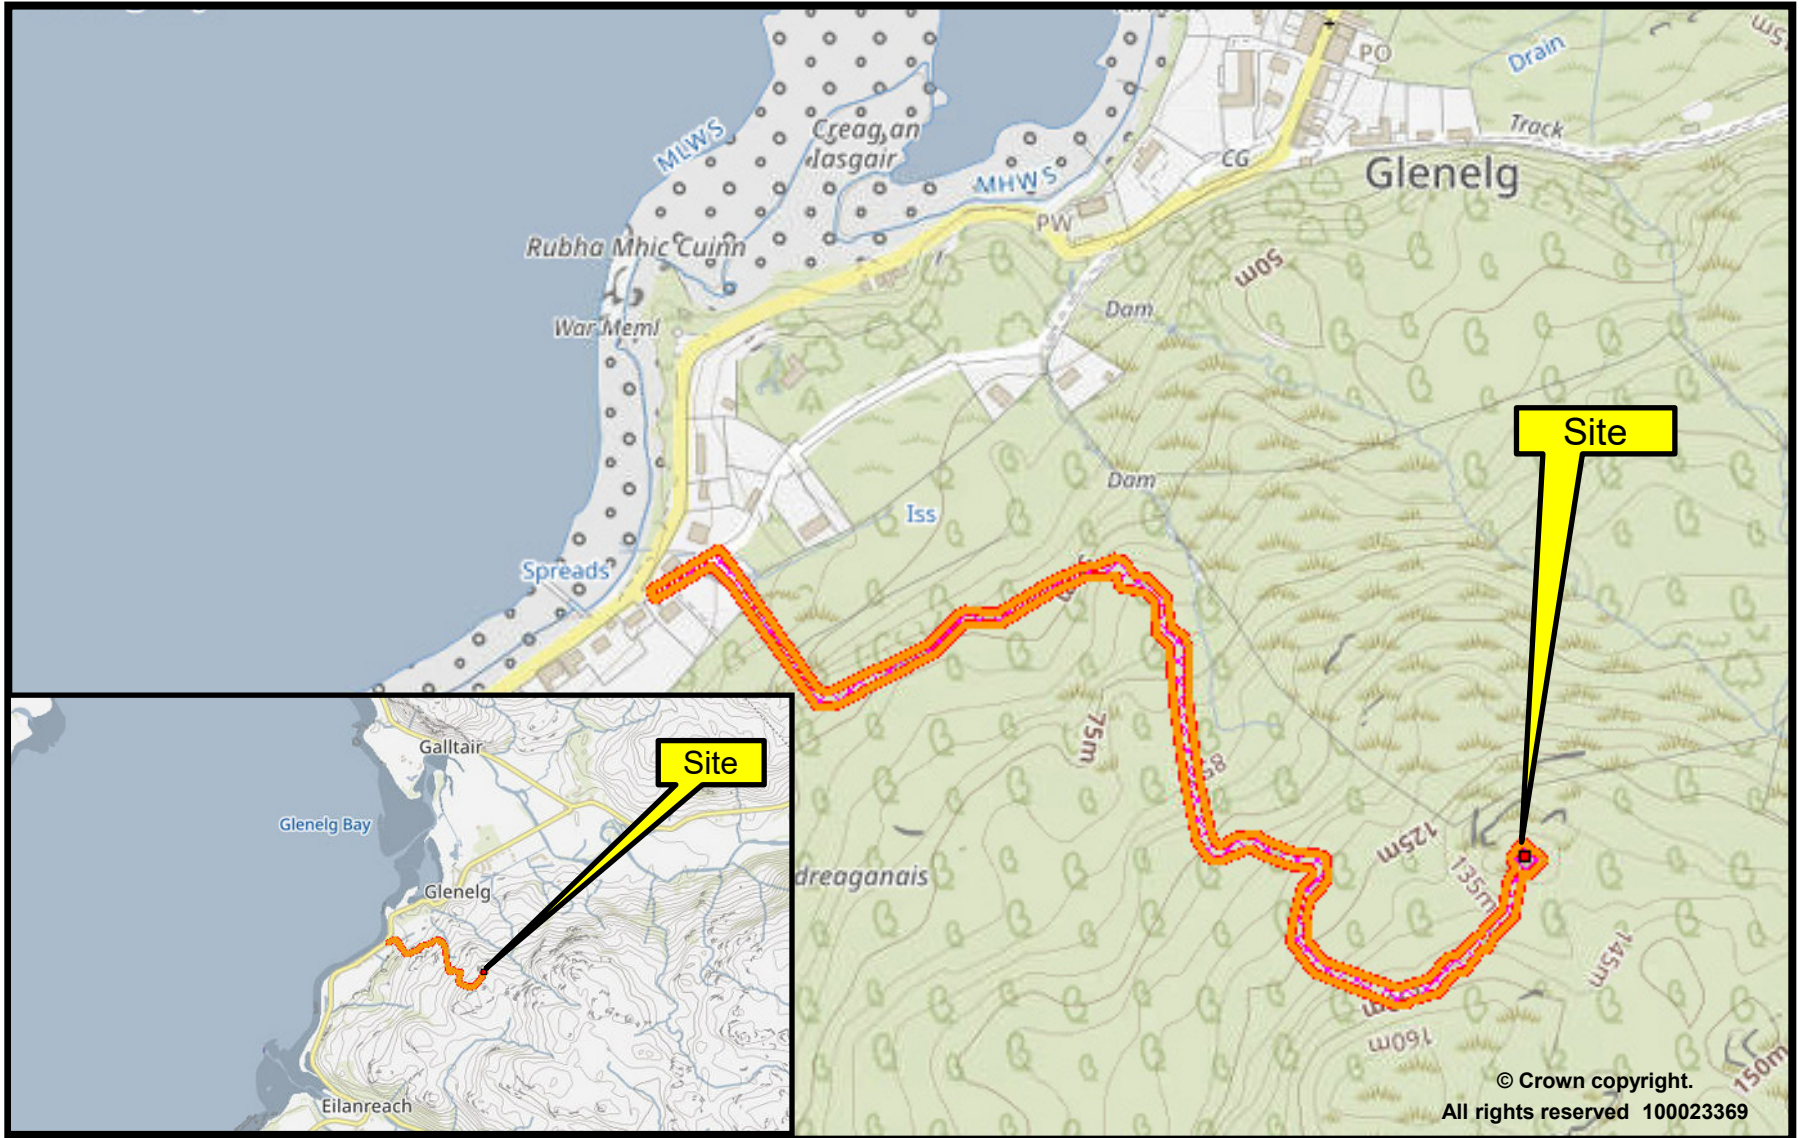 PO
Drain
Track
Creag an
Iasgair
MLWS
CG
Glenelg
MHWS
PW
Rubha Mhic Cuinn
50m
War Meml
Dam
Site
Dam
Iss
Spreads
75m
85
125m
135m
dreaganais
145m
160m
150m
© Crown copyright.
All rights reserved 100023369
Galltair
Site
Glenelg Bay
Glenelg
Eilanreach